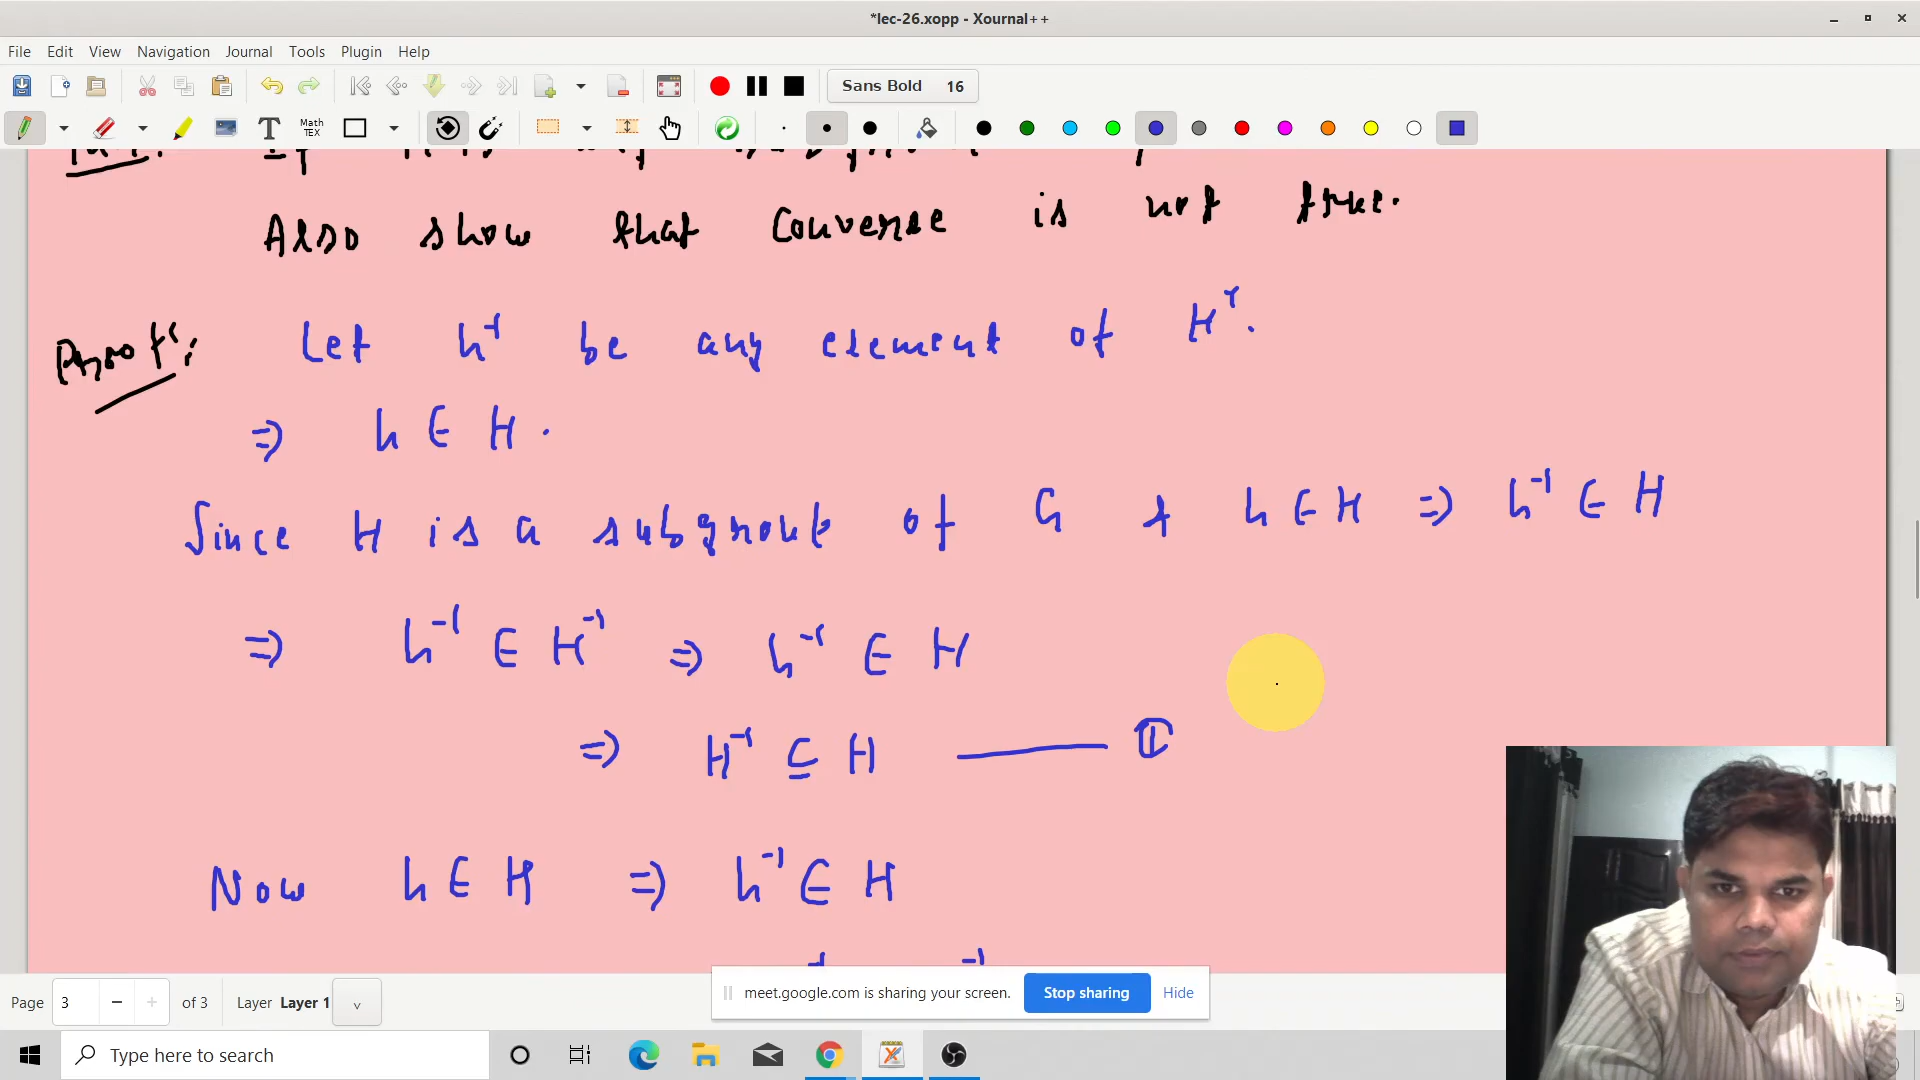 *lec-26.xopp - Xournal++
File Edit View Navigation Journal Tools Plugin Help
Sans Bold 16
T Math TEX
Also show that converse is not true.
Proof: Let h⁻¹ be any element of H⁻¹.
⇒ h ∈ H.
Since H is a subgroup of G & h ∈ H ⇒ h⁻¹ ∈ H
⇒ h⁻¹ ∈ H⁻¹ ⇒ h⁻¹ ∈ H
⇒ H⁻¹ ⊆ H —— ①
Now h ∈ H ⇒ h⁻¹ ∈ H
meet.google.com is sharing your screen. Stop sharing Hide
Page 3 of 3 Layer Layer 1
Type here to search